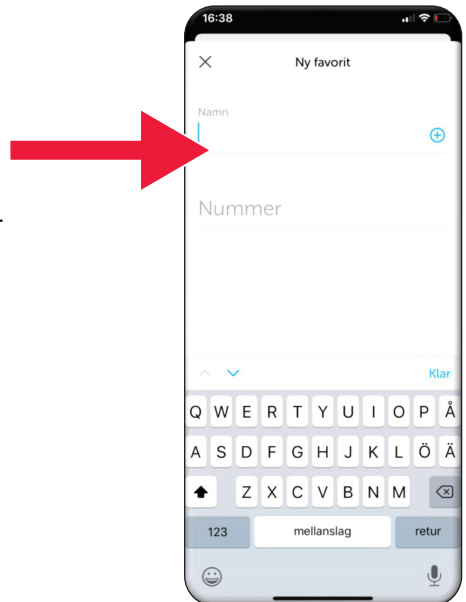 16:38
Ny favorit
Namn
Nummer
Klar
Q W E R T Y U I O P Å
A S D F G H J K L Ö Ä
Z X C V B N M
123 mellanslag retur